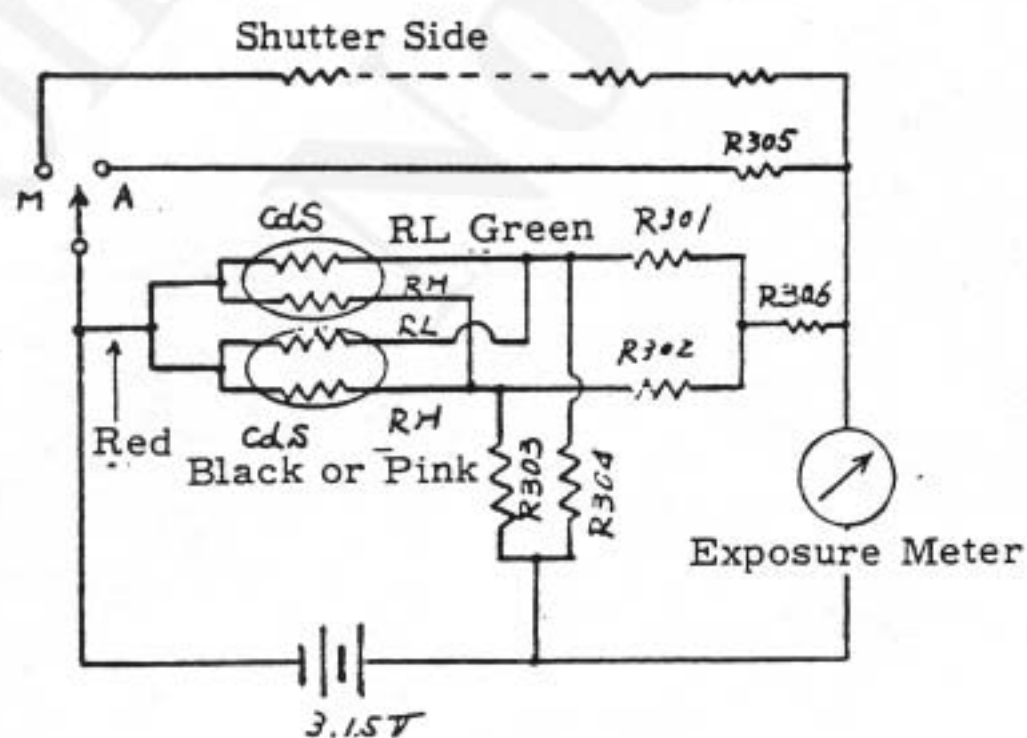 Shutter Side
R305
M A
CdS
RL Green
R301
RH
R306
RL
R302
Red
CdS
RH
Black or Pink
R303
R304
Exposure Meter
3.15V